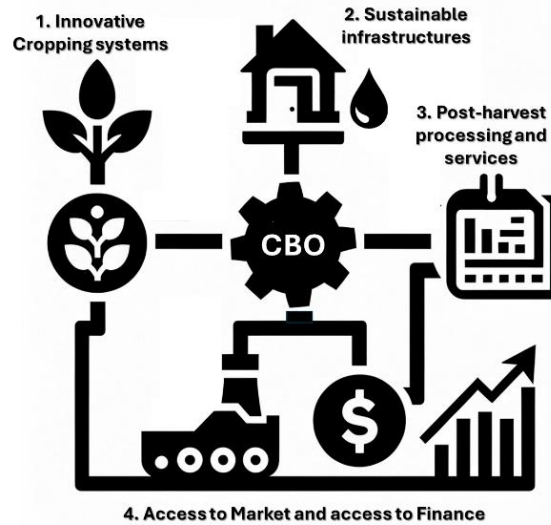 1. Innovative
Cropping systems
2. Sustainable
infrastructures
3. Post-harvest
processing and
services
CBO
$
4. Access to Market and access to Finance